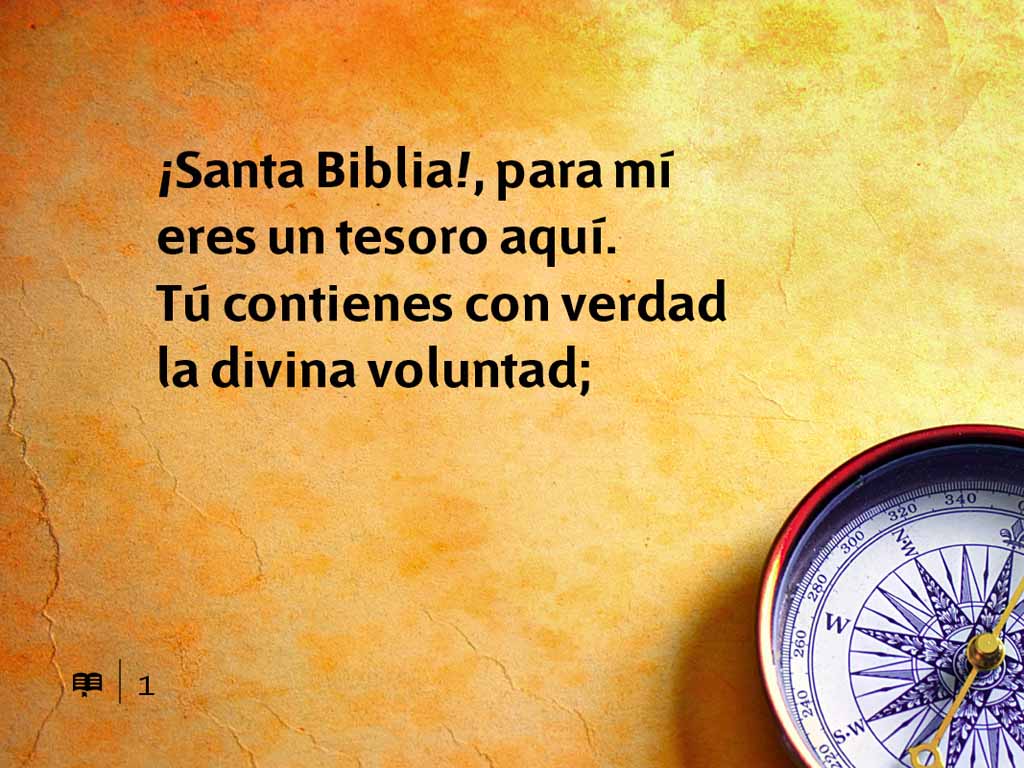 ¡Santa Biblia!, para mí
eres un tesoro aquí.
Tú contienes con verdad
la divina voluntad;
1
340
320
N-W
300
280
W
260
240
S-W
220